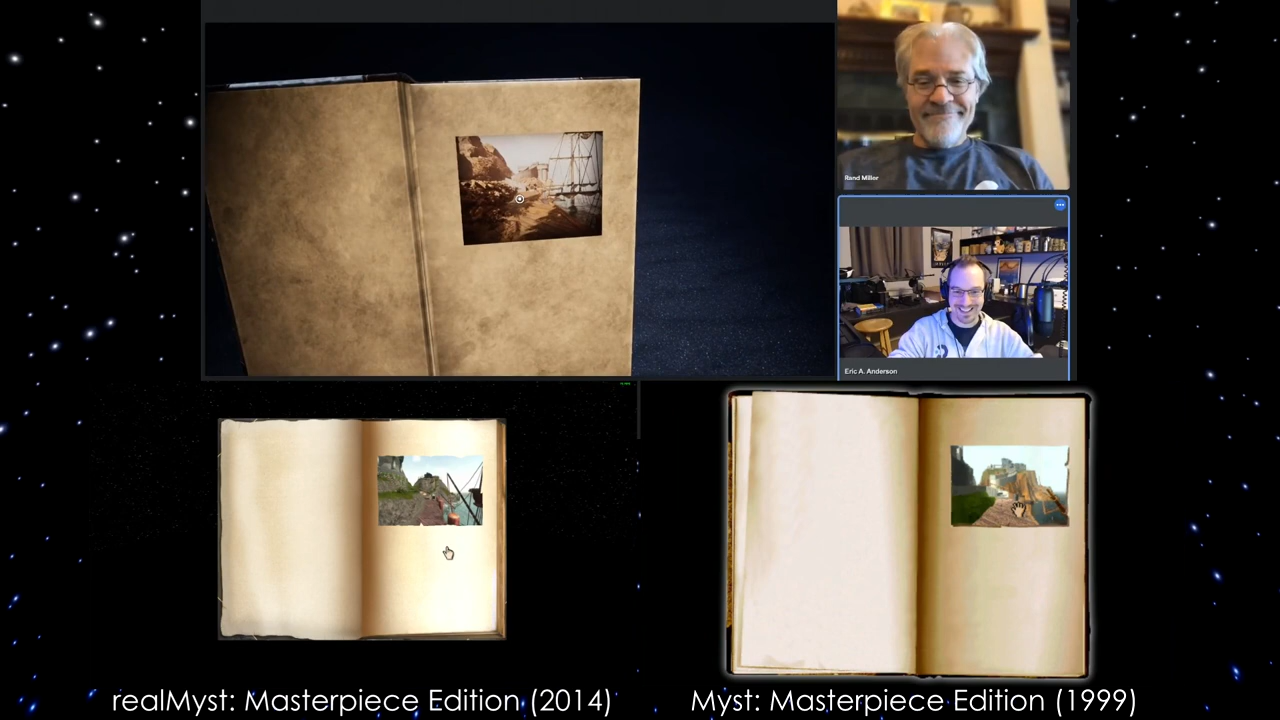 Rand Miller
Eric A. Anderson
realMyst: Masterpiece Edition (2014)
Myst: Masterpiece Edition (1999)